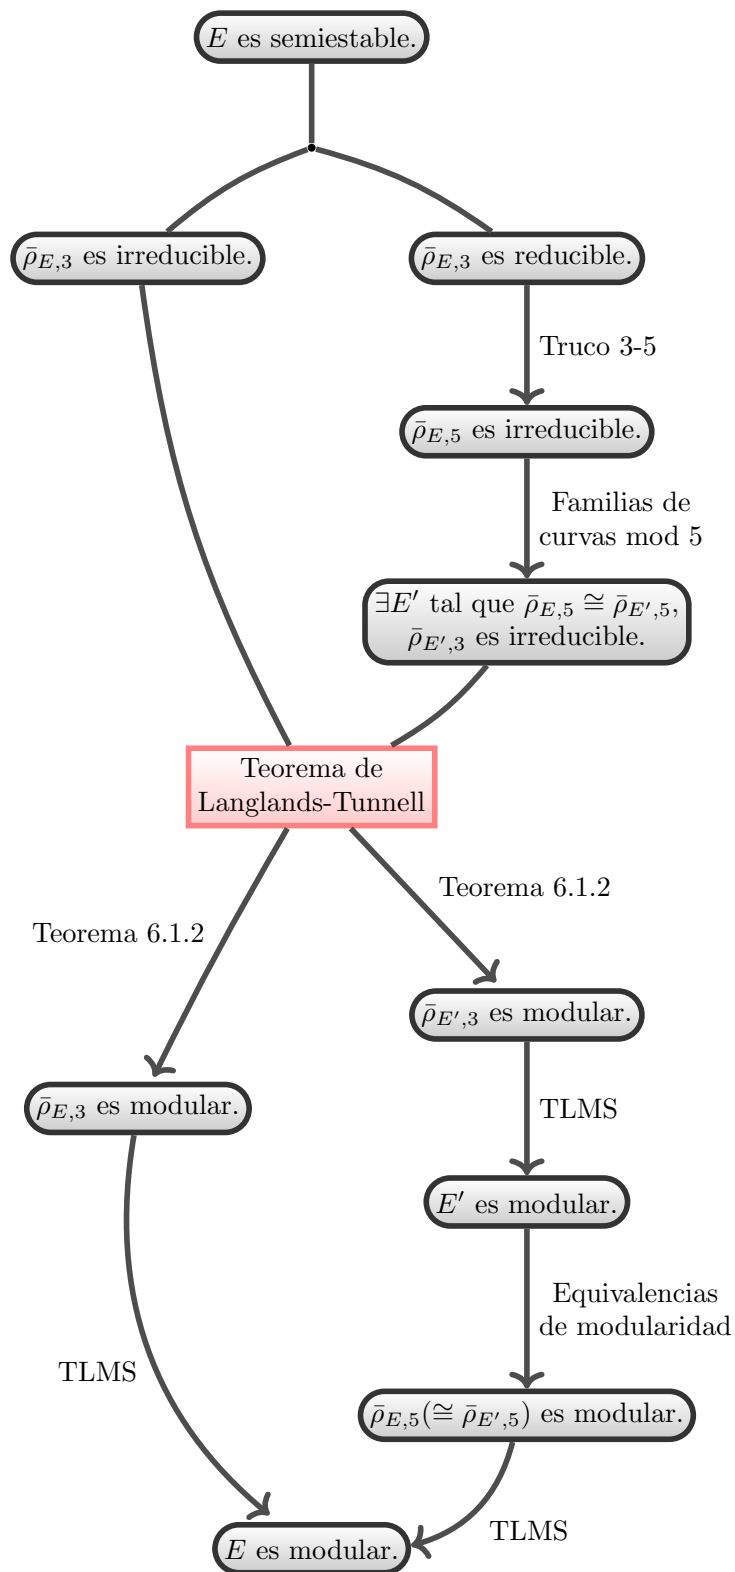 E es semiestable.
ρ̄_{E,3} es irreducible.
ρ̄_{E,3} es reducible.
Truco 3-5
ρ̄_{E,5} es irreducible.
Familias de
curvas mod 5
∃E′ tal que ρ̄_{E,5} ≅ ρ̄_{E′,5},
ρ̄_{E′,3} es irreducible.
Teorema de
Langlands-Tunnell
Teorema 6.1.2
Teorema 6.1.2
ρ̄_{E′,3} es modular.
ρ̄_{E,3} es modular.
TLMS
E′ es modular.
Equivalencias
de modularidad
TLMS
ρ̄_{E,5}(≅ ρ̄_{E′,5}) es modular.
TLMS
E es modular.